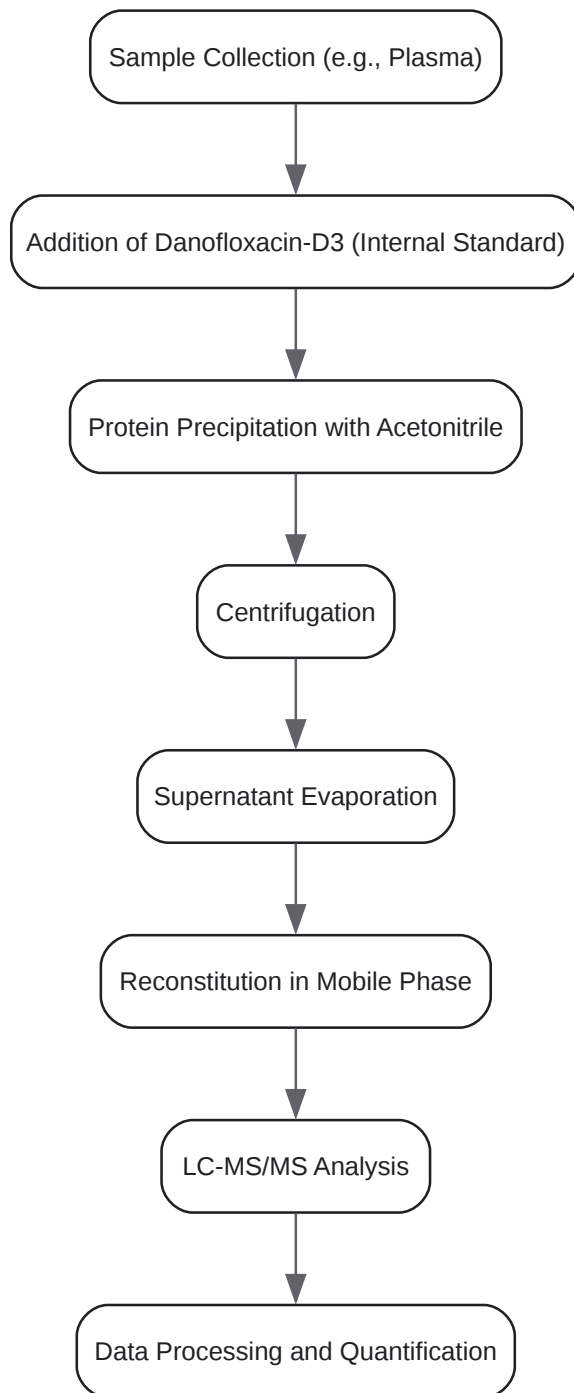 Sample Collection (e.g., Plasma)
Addition of Danofloxacin-D3 (Internal Standard)
Protein Precipitation with Acetonitrile
Centrifugation
Supernatant Evaporation
Reconstitution in Mobile Phase
LC-MS/MS Analysis
Data Processing and Quantification